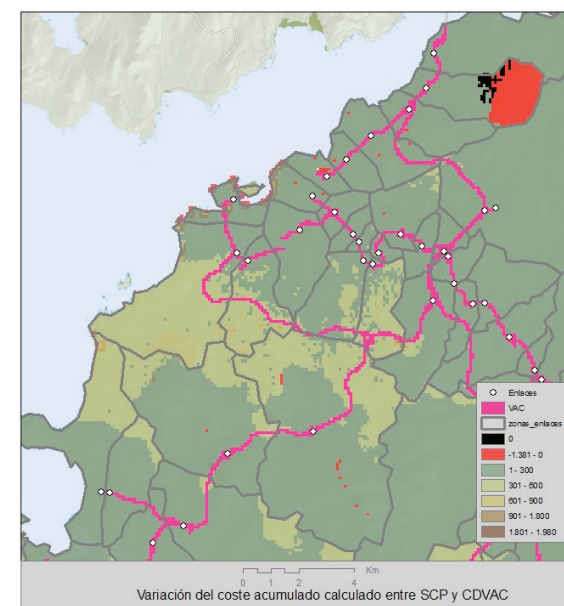 Enlaces
VAC
zonas_enlaces
0
-1.381 - 0
1 - 300
301 - 600
601 - 900
901 - 1.800
1.801 - 1.980
Km
0 1 2 4
Variación del coste acumulado calculado entre SCP y CDVAC